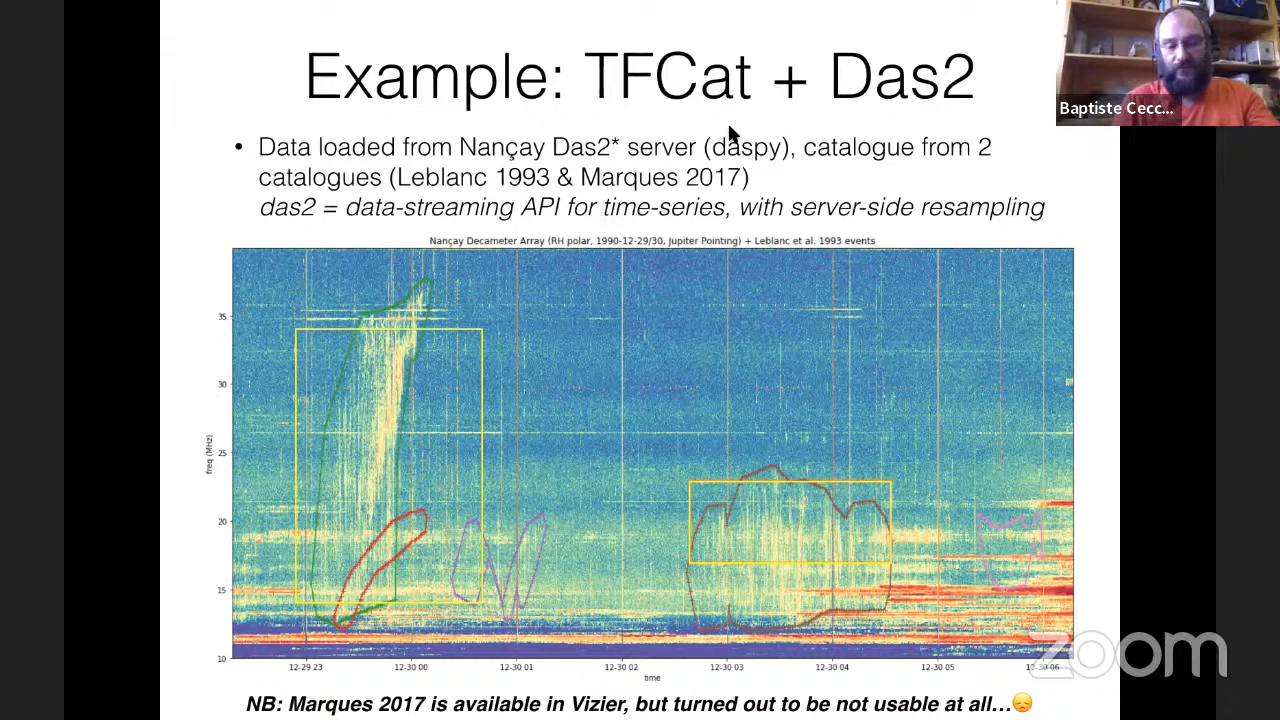 Example: TFCat + Das2
Baptiste Cecc...
• Data loaded from Nançay Das2* server (daspy), catalogue from 2
catalogues (Leblanc 1993 & Marques 2017)
das2 = data-streaming API for time-series, with server-side resampling
Nançay Decameter Array (RH polar, 1990-12-29/30, Jupiter Pointing) + Leblanc et al. 1993 events
35
30
25
20
15
10
freq (MHz)
12-29 23 12-30 00 12-30 01 12-30 02 12-30 03 12-30 04 12-30 05 12-30 06
time
zoom
NB: Marques 2017 is available in Vizier, but turned out to be not usable at all...😞